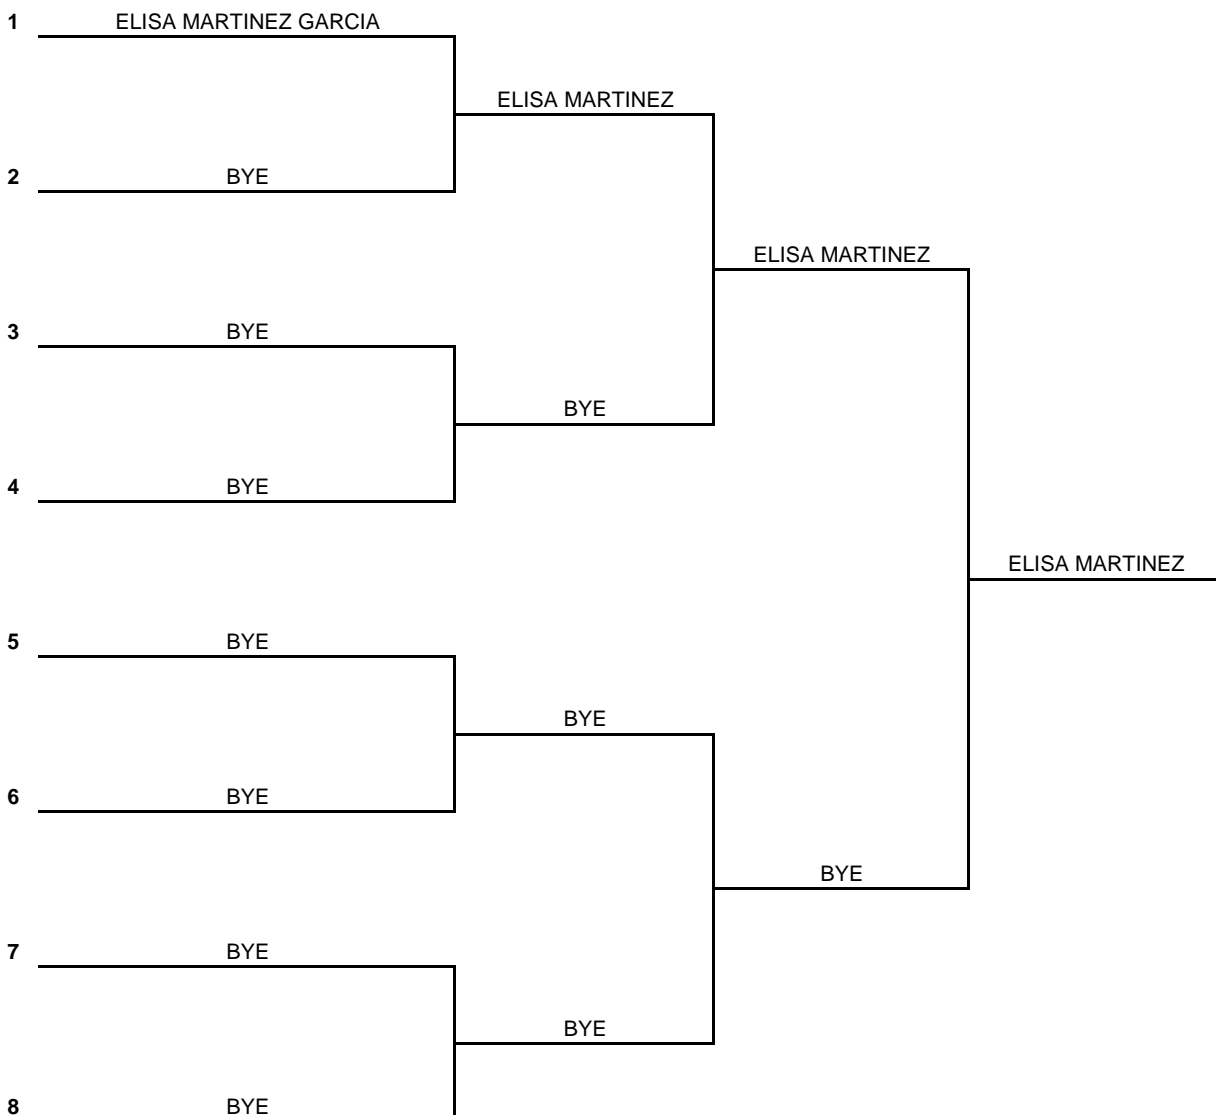 1 ELISA MARTINEZ GARCIA
ELISA MARTINEZ
2 BYE
ELISA MARTINEZ
3 BYE
BYE
4 BYE
ELISA MARTINEZ
5 BYE
BYE
6 BYE
BYE
7 BYE
BYE
8 BYE